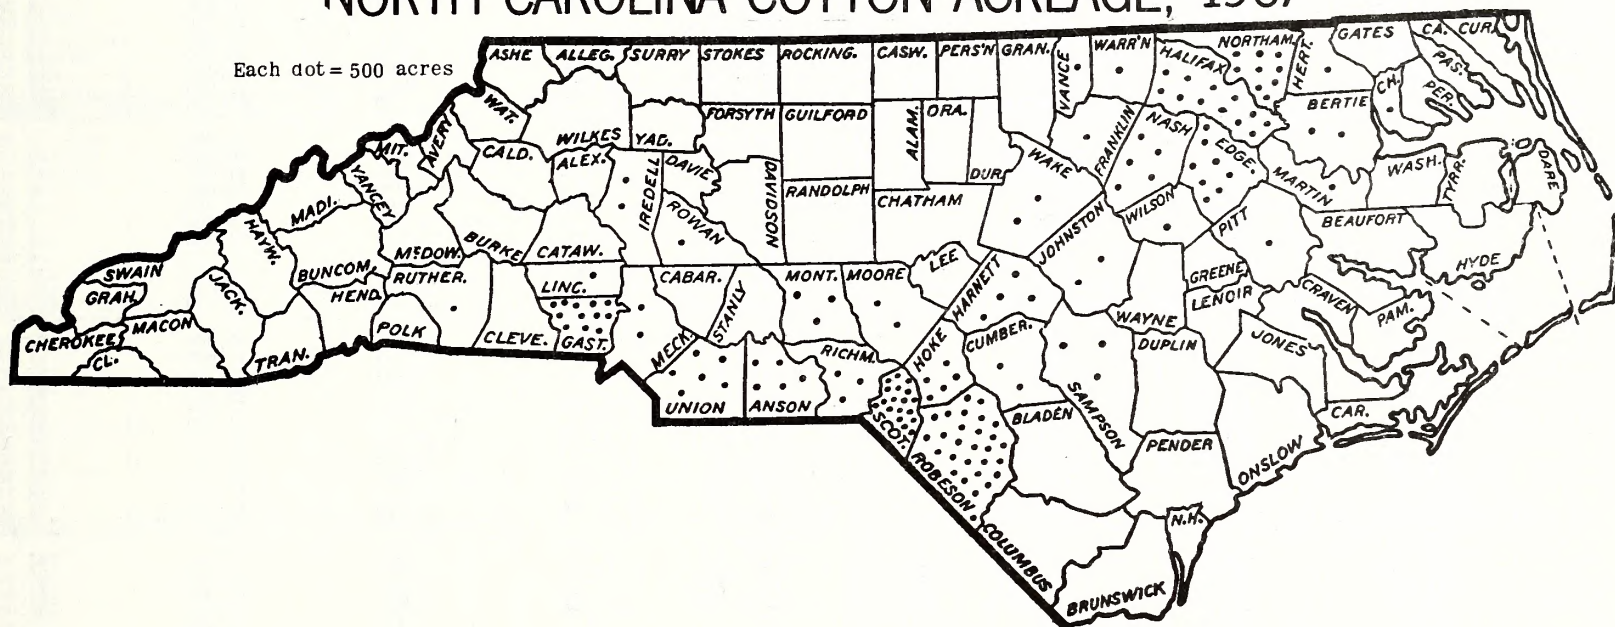 NORTH CAROLINA COTTON ACREAGE, 1967
Each dot = 500 acres
ASHE ALLEG. SURRY STOKES ROCKING. CASW. PERS'N GRAN. VANCE WARR'N HALIFAX NORTHAM. HERT. GATES CA. CUR.
WAT. WILKES YAD. FORSYTH GUILFORD ALAM. ORA. DUR. FRANKLIN NASH EDGE. BERTIE CH. PER. PAS.
MIT. AVERY CALD. ALEX. IREDELL DAVIE DAVIDSON RANDOLPH CHATHAM WAKE WILSON MARTIN WASH. TYRR. DARE
YANCEY MADI. HAYW. BUNCOM. McDOW. BURKE CATAW. ROWAN JOHNSTON PITT BEAUFORT HYDE
SWAIN GRAH. JACK. HEND. RUTHER. LINC. CABAR. STANLY MONT. MOORE LEE HARNETT GREENE LENOIR CRAVEN PAM.
CHEROKEE MACON CL. TRAN. POLK CLEVE. GAST. MECK. UNION ANSON RICHM. HOKE CUMBER. WAYNE DUPLIN JONES
SCOT. ROBESON BLADEN SAMPSON PENDER ONSLOW CAR.
COLUMBUS BRUNSWICK N.H.